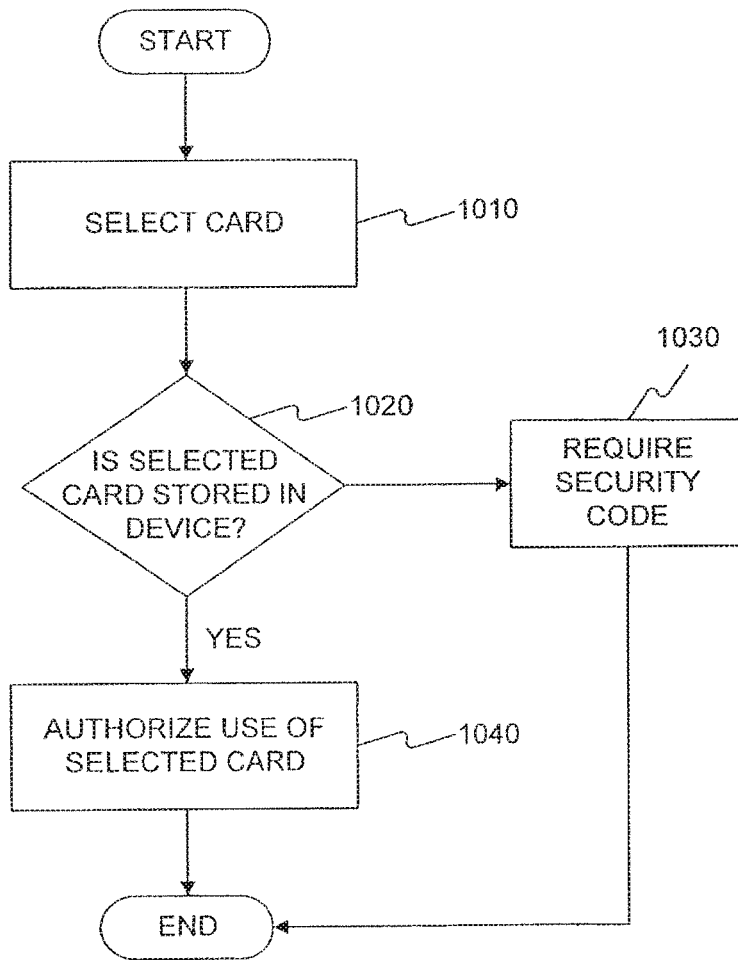 START
SELECT CARD
1010
1030
1020
IS SELECTED
CARD STORED IN
DEVICE?
REQUIRE
SECURITY
CODE
YES
AUTHORIZE USE OF
SELECTED CARD
1040
END